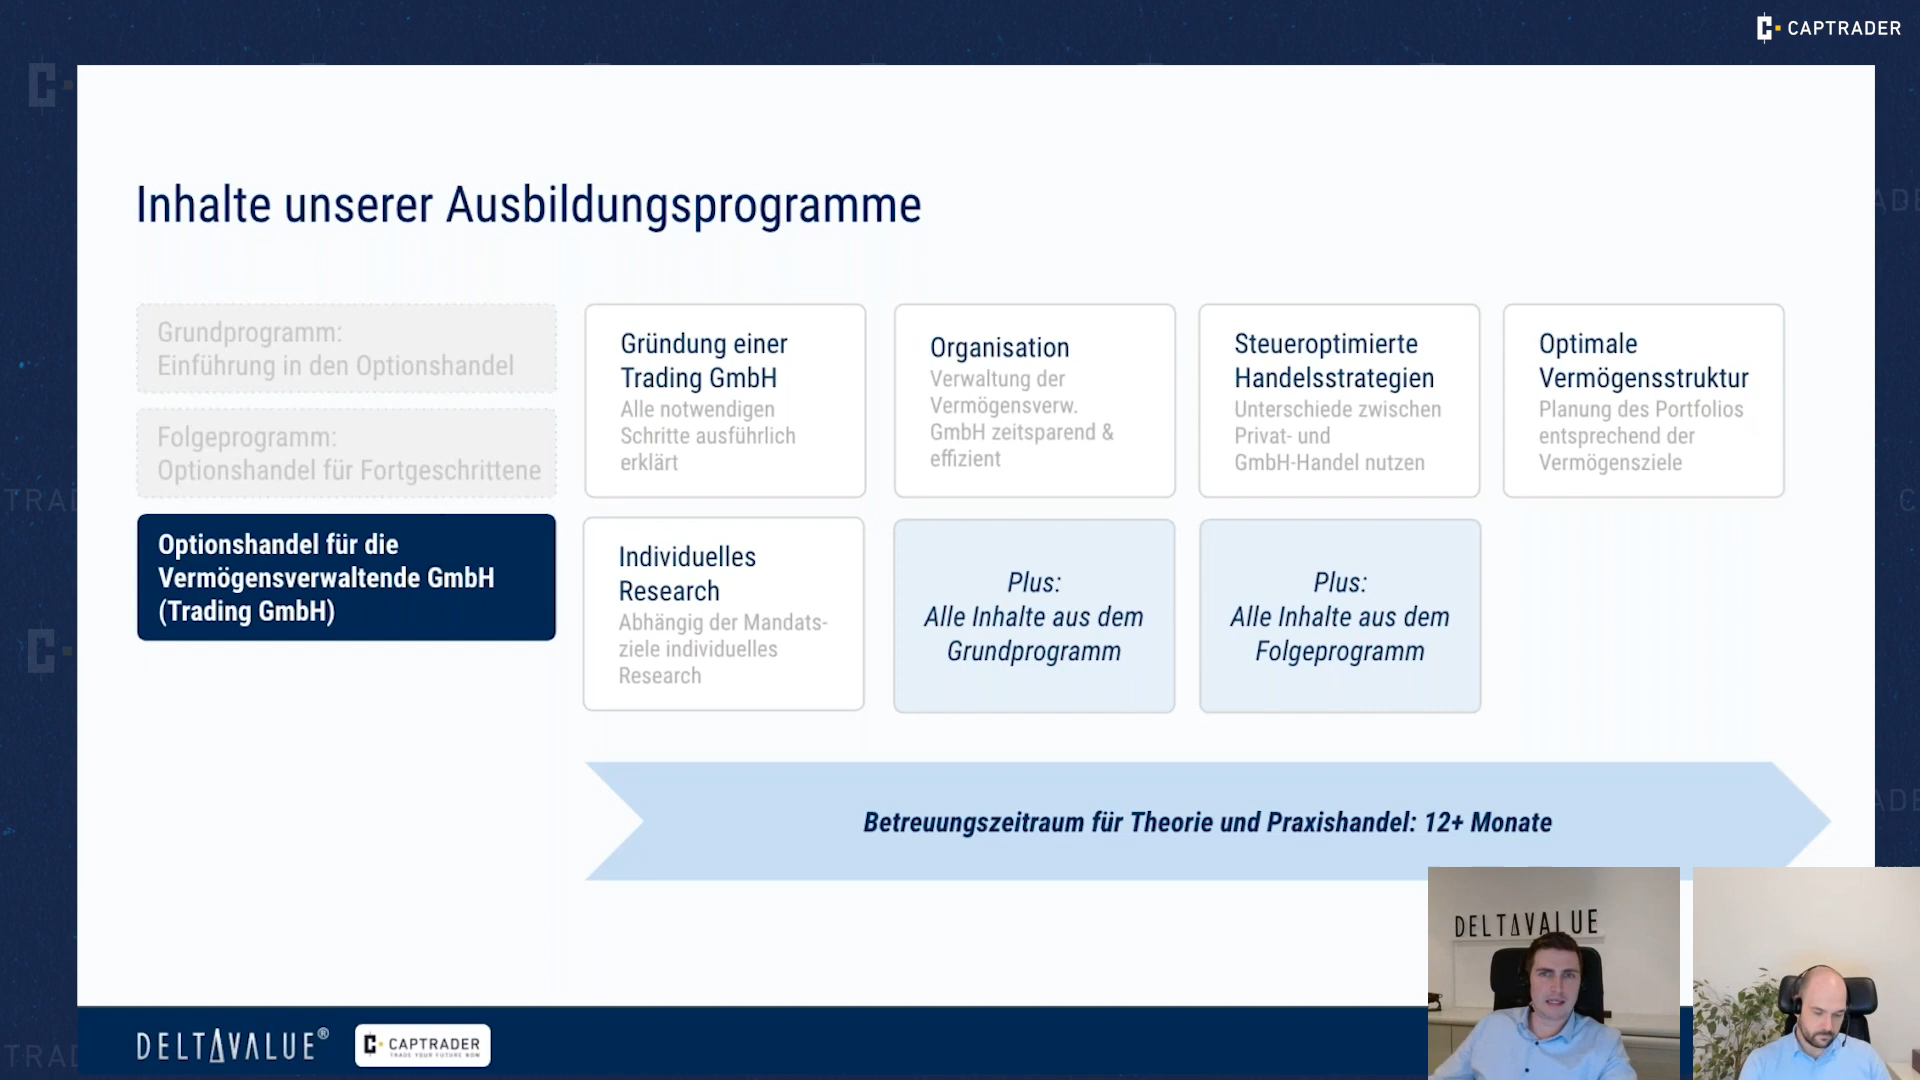 CAPTRADER
Inhalte unserer Ausbildungsprogramme
Grundprogramm:
Einführung in den Optionshandel
Folgeprogramm:
Optionshandel für Fortgeschrittene
Optionshandel für die
Vermögensverwaltende GmbH
(Trading GmbH)
Gründung einer
Trading GmbH
Alle notwendigen
Schritte ausführlich
erklärt
Organisation
Verwaltung der
Vermögensverw.
GmbH zeitsparend &
effizient
Steueroptimierte
Handelsstrategien
Unterschiede zwischen
Privat- und
GmbH-Handel nutzen
Optimale
Vermögensstruktur
Planung des Portfolios
entsprechend der
Vermögensziele
Individuelles
Research
Abhängig der Mandats-
ziele individuelles
Research
Plus:
Alle Inhalte aus dem
Grundprogramm
Plus:
Alle Inhalte aus dem
Folgeprogramm
Betreuungszeitraum für Theorie und Praxishandel: 12+ Monate
DELTAVALUE
DELTAVALUE®
CAPTRADER
TRADE YOUR FUTURE NOW